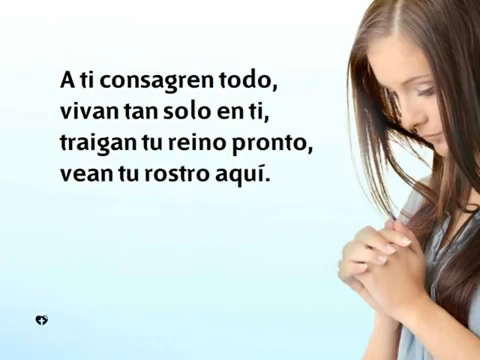 A ti consagren todo,
vivan tan solo en ti,
traigan tu reino pronto,
vean tu rostro aquí.